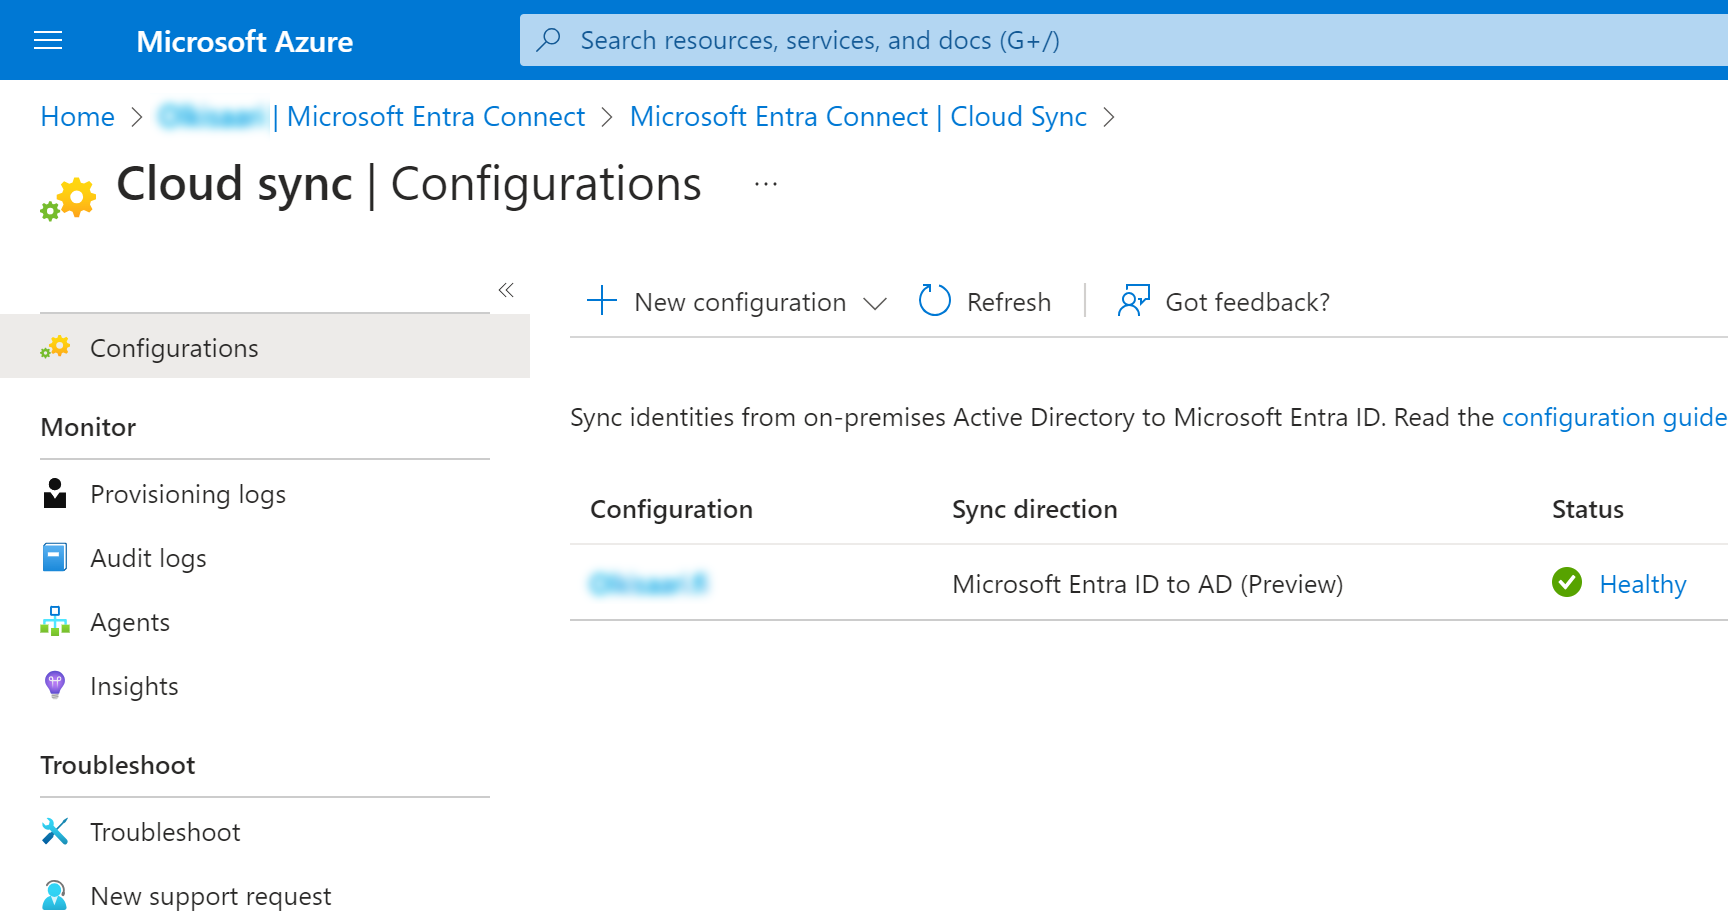 Microsoft Azure
Search resources, services, and docs (G+/)
Home > | Microsoft Entra Connect > Microsoft Entra Connect | Cloud Sync >
Cloud sync | Configurations ...
«
New configuration
Refresh
Got feedback?
Configurations
Monitor
Provisioning logs
Audit logs
Agents
Insights
Troubleshoot
Troubleshoot
New support request
Sync identities from on-premises Active Directory to Microsoft Entra ID. Read the configuration guide
Configuration Sync direction Status
Microsoft Entra ID to AD (Preview) Healthy